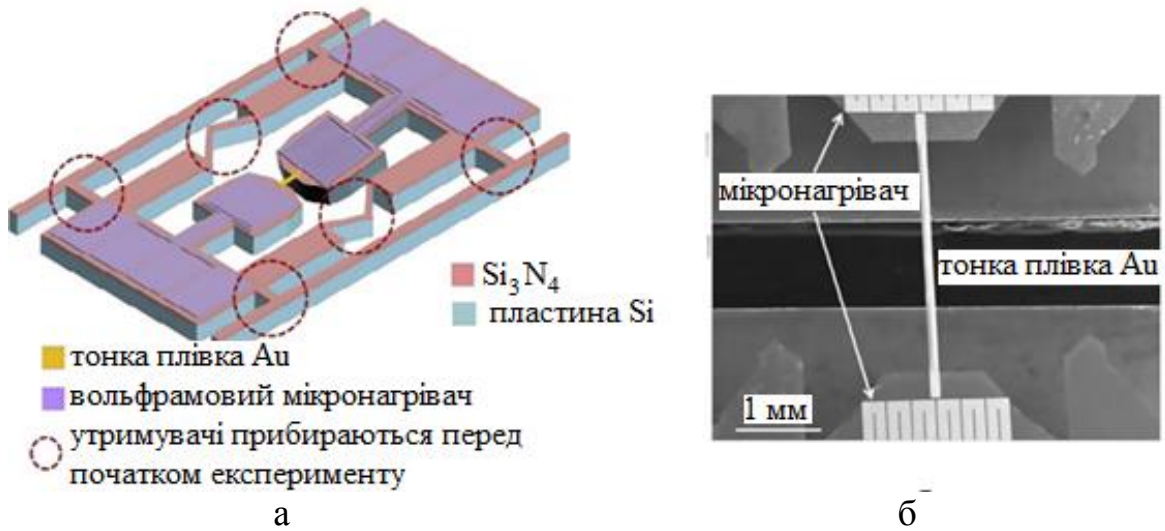 Si3N4
пластина Si
тонка плівка Au
вольфрамовий мікронагрівач
утримувачі прибираються перед
початком експерименту
а
мікронагрівач
тонка плівка Au
1 мм
б